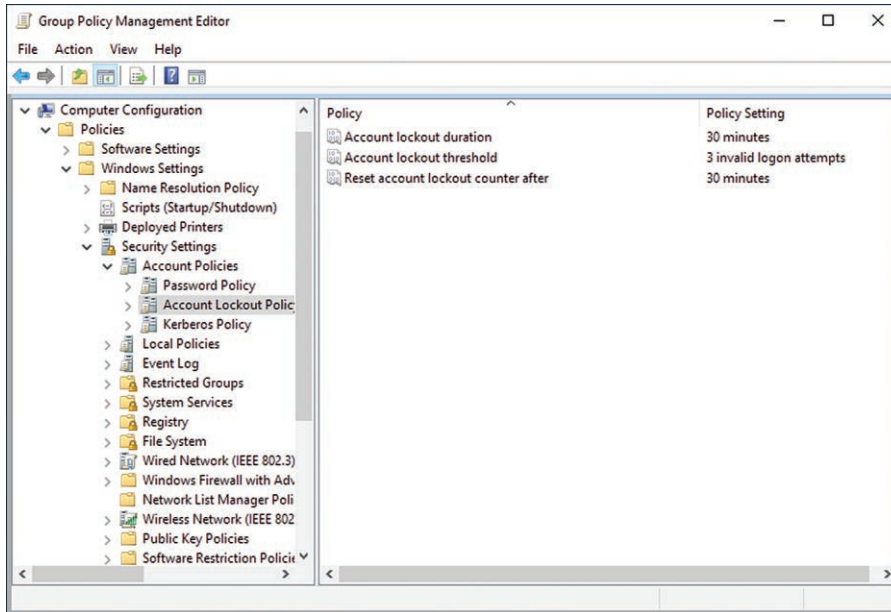 Group Policy Management Editor
File Action View Help
Computer Configuration
Policies
Software Settings
Windows Settings
Name Resolution Policy
Scripts (Startup/Shutdown)
Deployed Printers
Security Settings
Account Policies
Password Policy
Account Lockout Polic
Kerberos Policy
Local Policies
Event Log
Restricted Groups
System Services
Registry
File System
Wired Network (IEEE 802.3)
Windows Firewall with Adv
Network List Manager Poli
Wireless Network (IEEE 802
Public Key Policies
Software Restriction Policie
Policy Policy Setting
Account lockout duration 30 minutes
Account lockout threshold 3 invalid logon attempts
Reset account lockout counter after 30 minutes